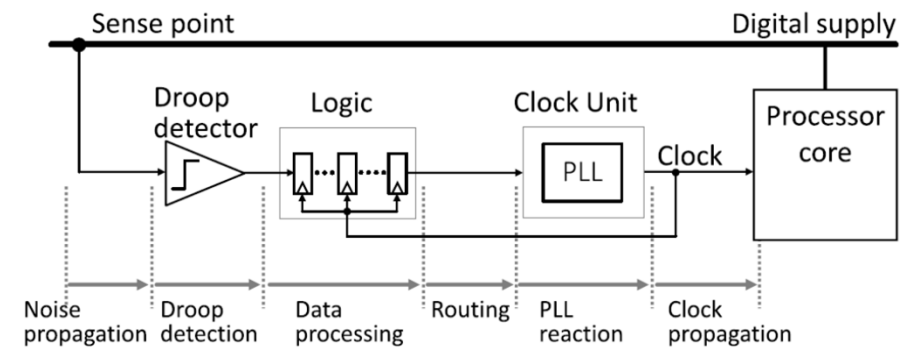 Sense point
Digital supply
Droop
detector
Logic
Clock Unit
Processor
core
PLL
Clock
Noise
propagation
Droop
detection
Data
processing
Routing
PLL
reaction
Clock
propagation